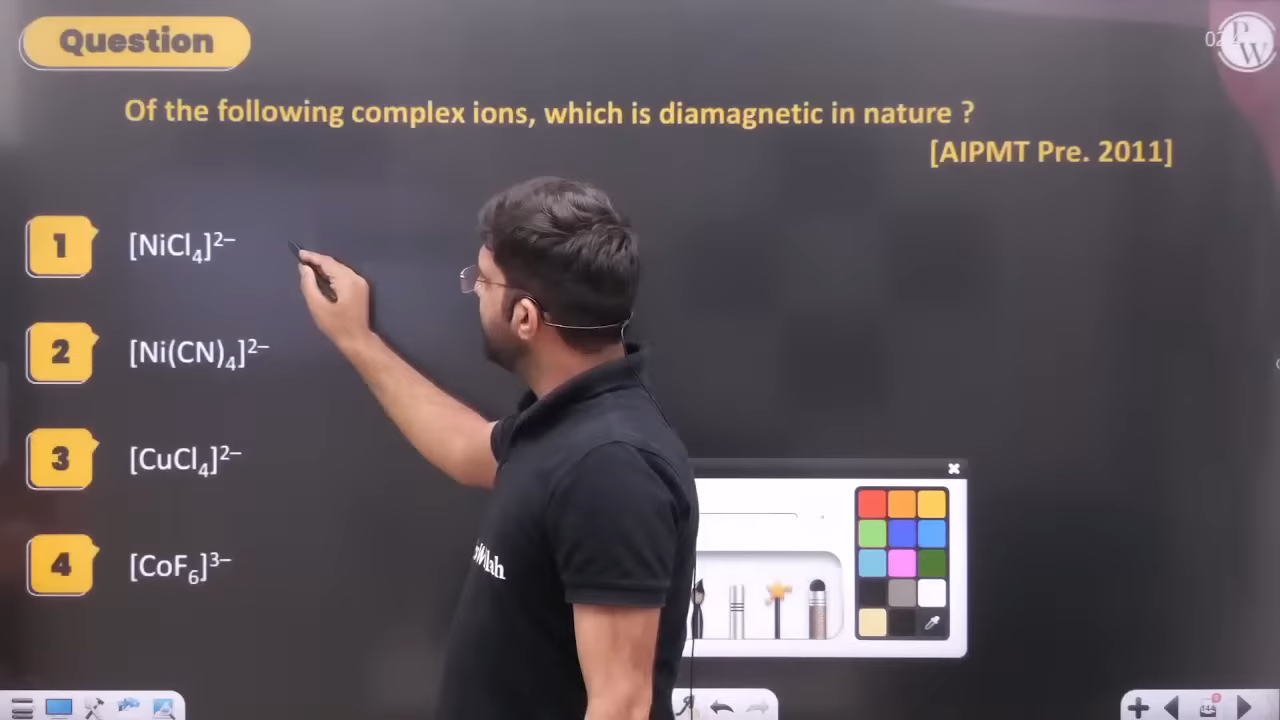 Question
Of the following complex ions, which is diamagnetic in nature ?
[AIPMT Pre. 2011]
1 [NiCl₄]²⁻
2 [Ni(CN)₄]²⁻
3 [CuCl₄]²⁻
4 [CoF₆]³⁻
PW